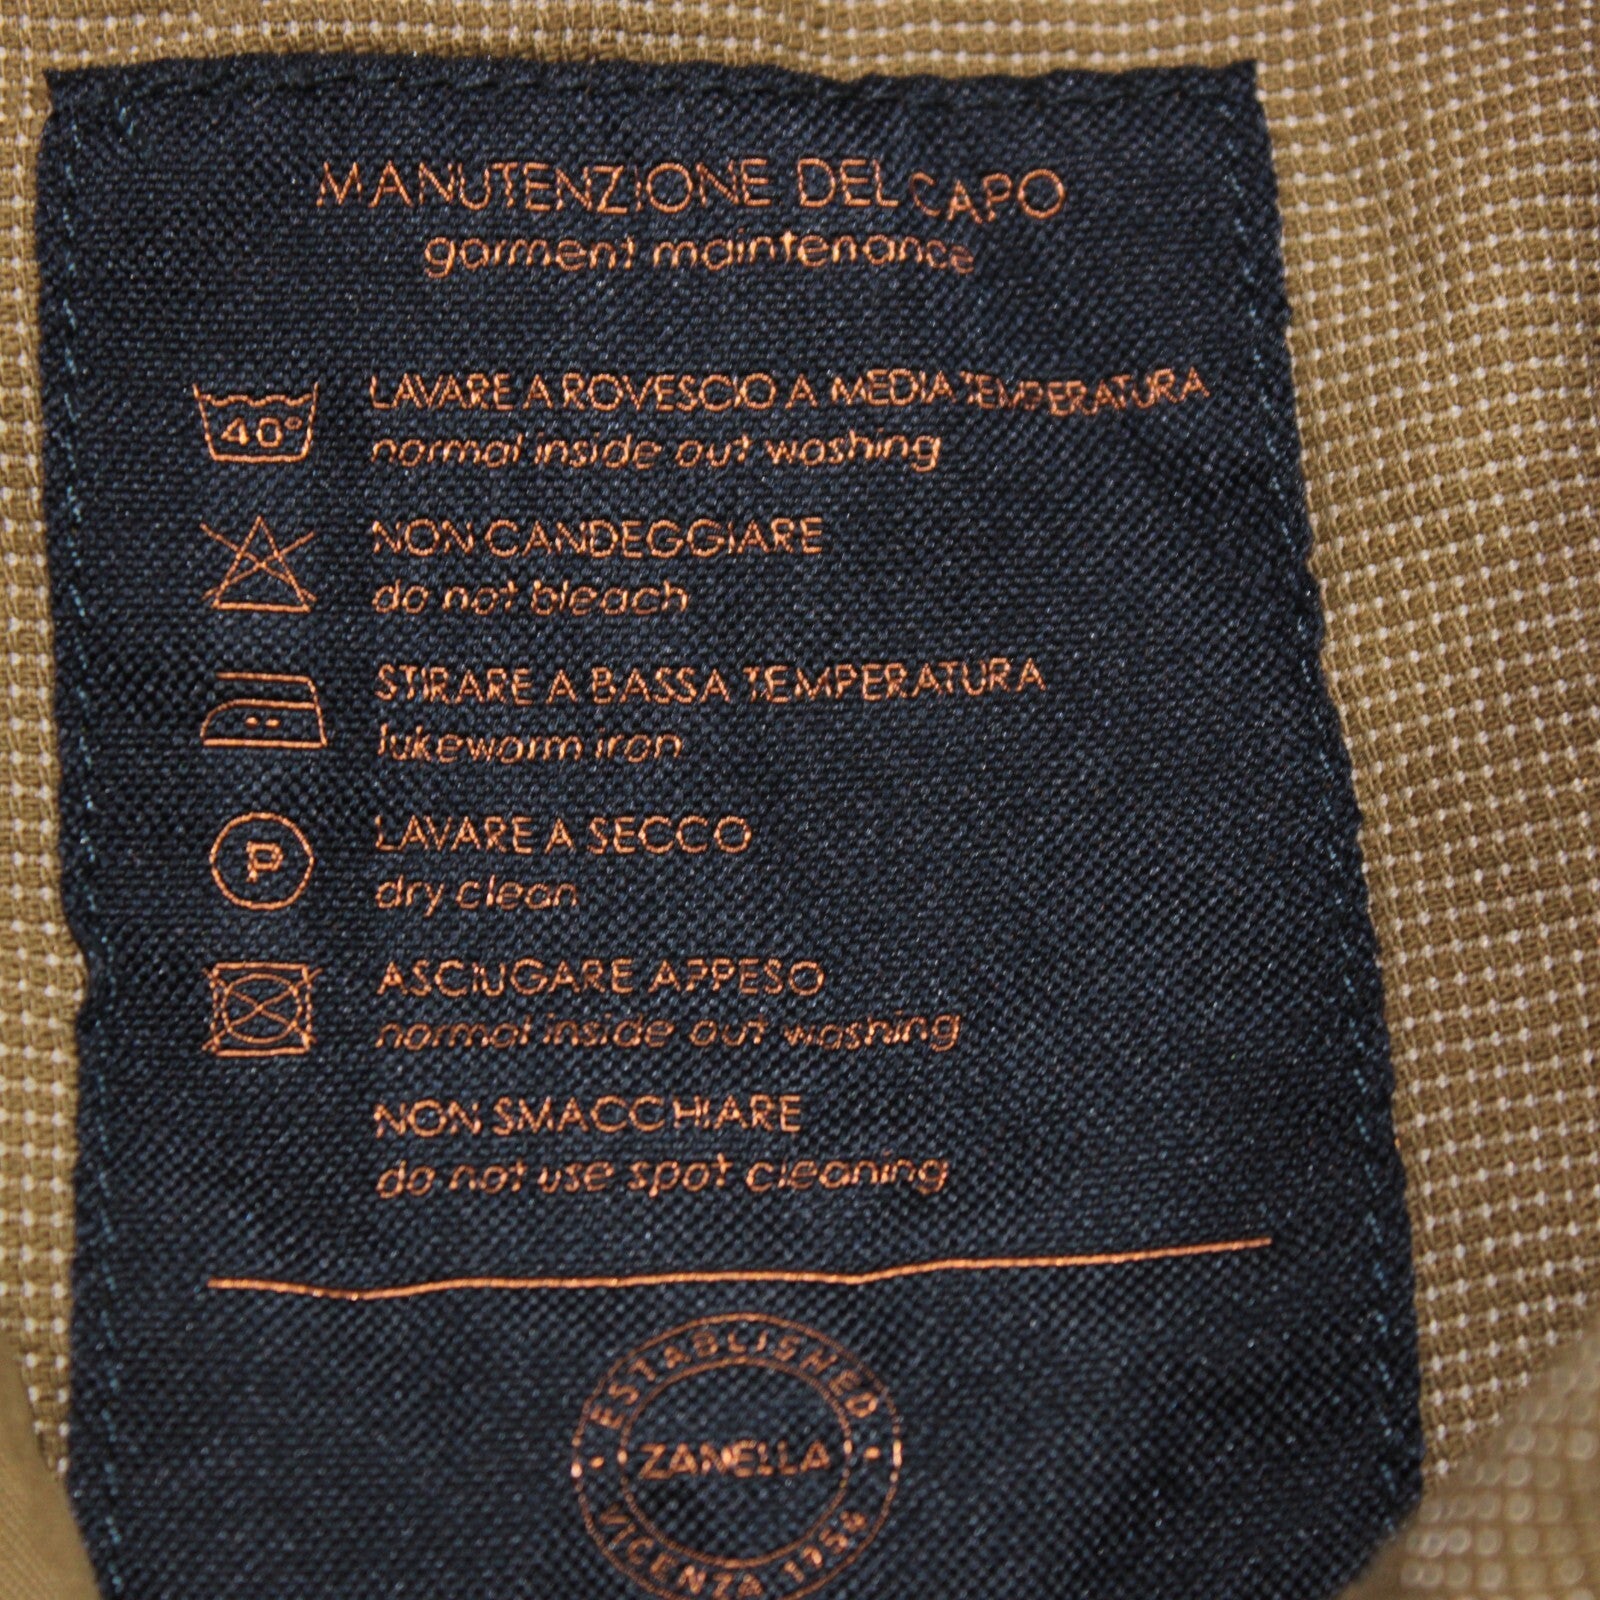 MANUTENZIONE DEL CAPO
garment maintenance
40°
LAVARE A ROVESCIO A MEDIA TEMPERATURA
normal inside out washing
NON CANDEGGIARE
do not bleach
STIRARE A BASSA TEMPERATURA
lukewarm iron
P
LAVARE A SECCO
dry clean
ASCIUGARE APPESO
normal inside out washing
NON SMACCHIARE
do not use spot cleaning
ESTABLISHED
ZANELLA
VICENZA 1954